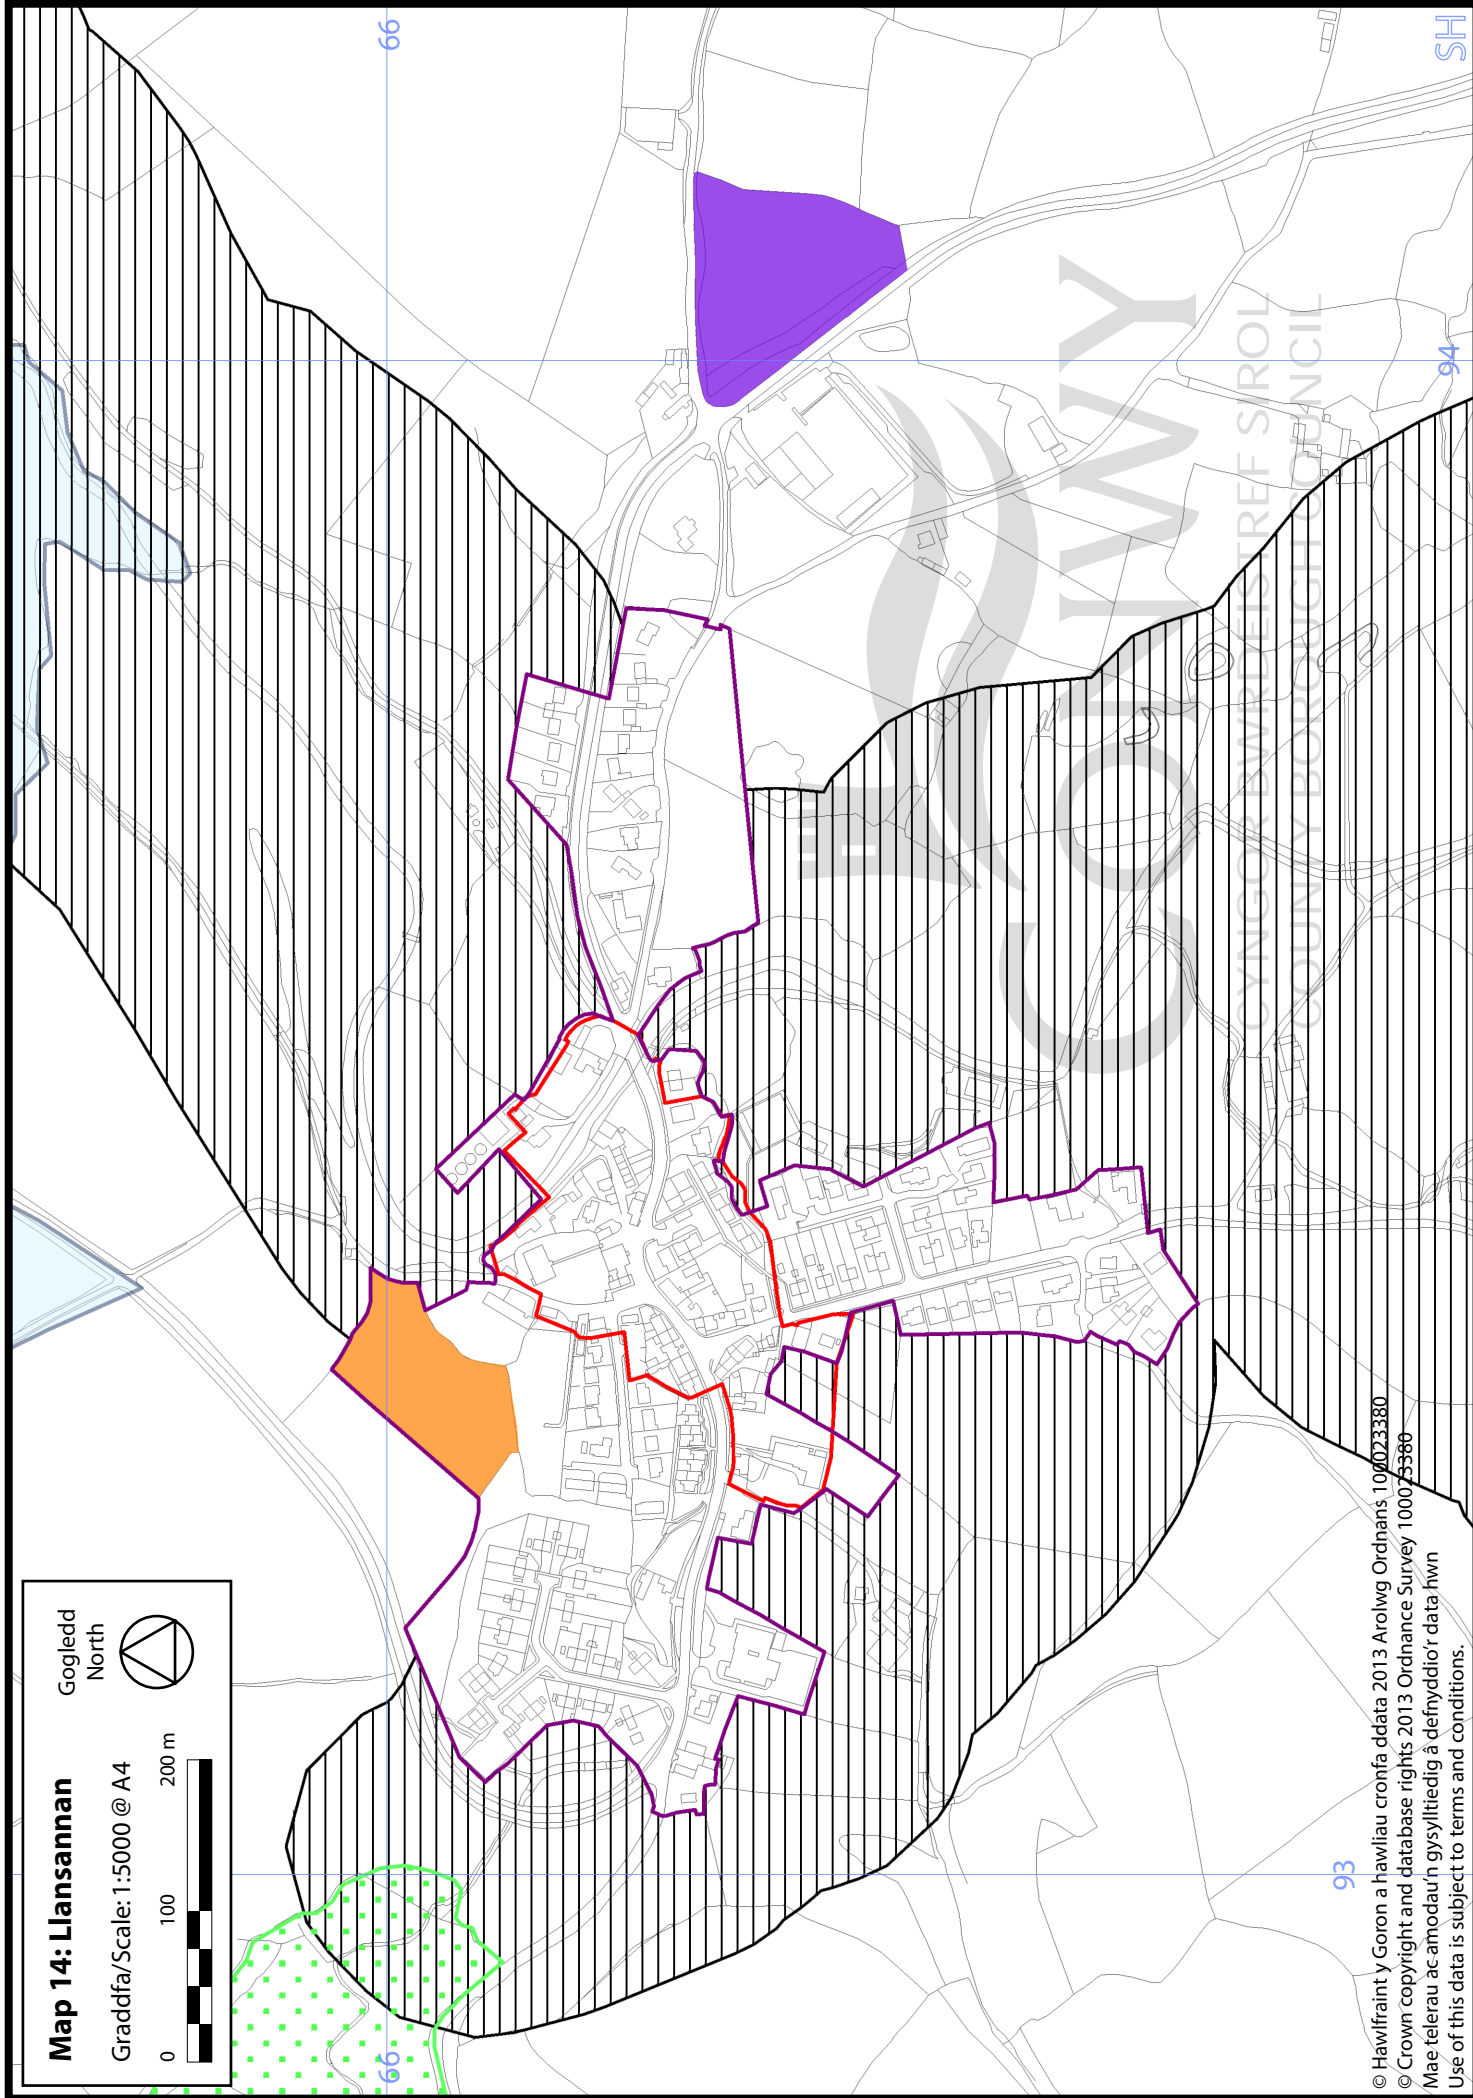 Map 14: Llansannan
Graddfa/Scale: 1:5000 @ A4
0 100 200 m
Gogledd
North
66
66
93
94
SH
CONWY
CYNGOR BWRDEISTREF SIROL
COUNTY BOROUGH COUNCIL
© Hawlfraint y Goron a hawliau cronfa ddata 2013 Arolwg Ordnans 100023380
© Crown copyright and database rights 2013 Ordnance Survey 100023380
Mae telerau ac amodau'n gysylltiedig â defnyddio'r data hwn
Use of this data is subject to terms and conditions.